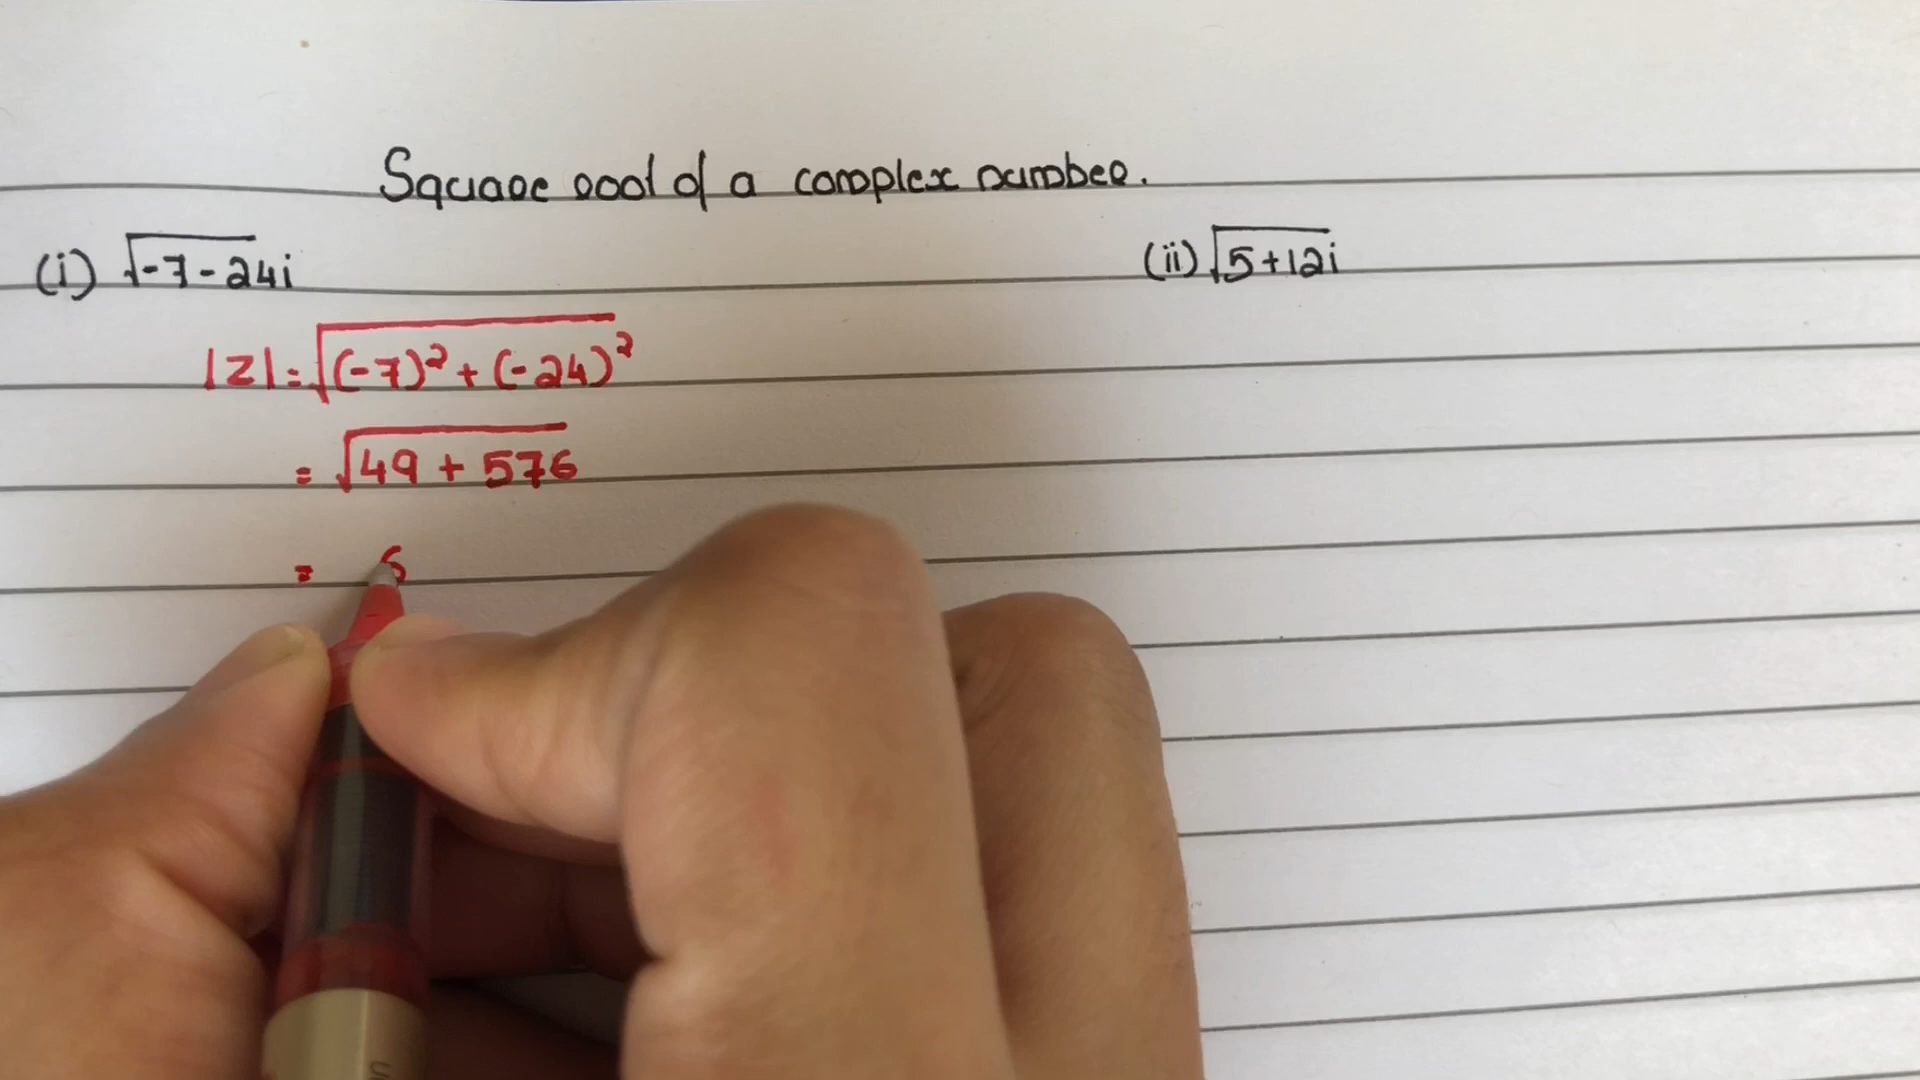 Square root of a complex number.
(i) √-7-24i
(ii) √5+12i
|z| = √(-7)² + (-24)²
= √49 + 576
= 6